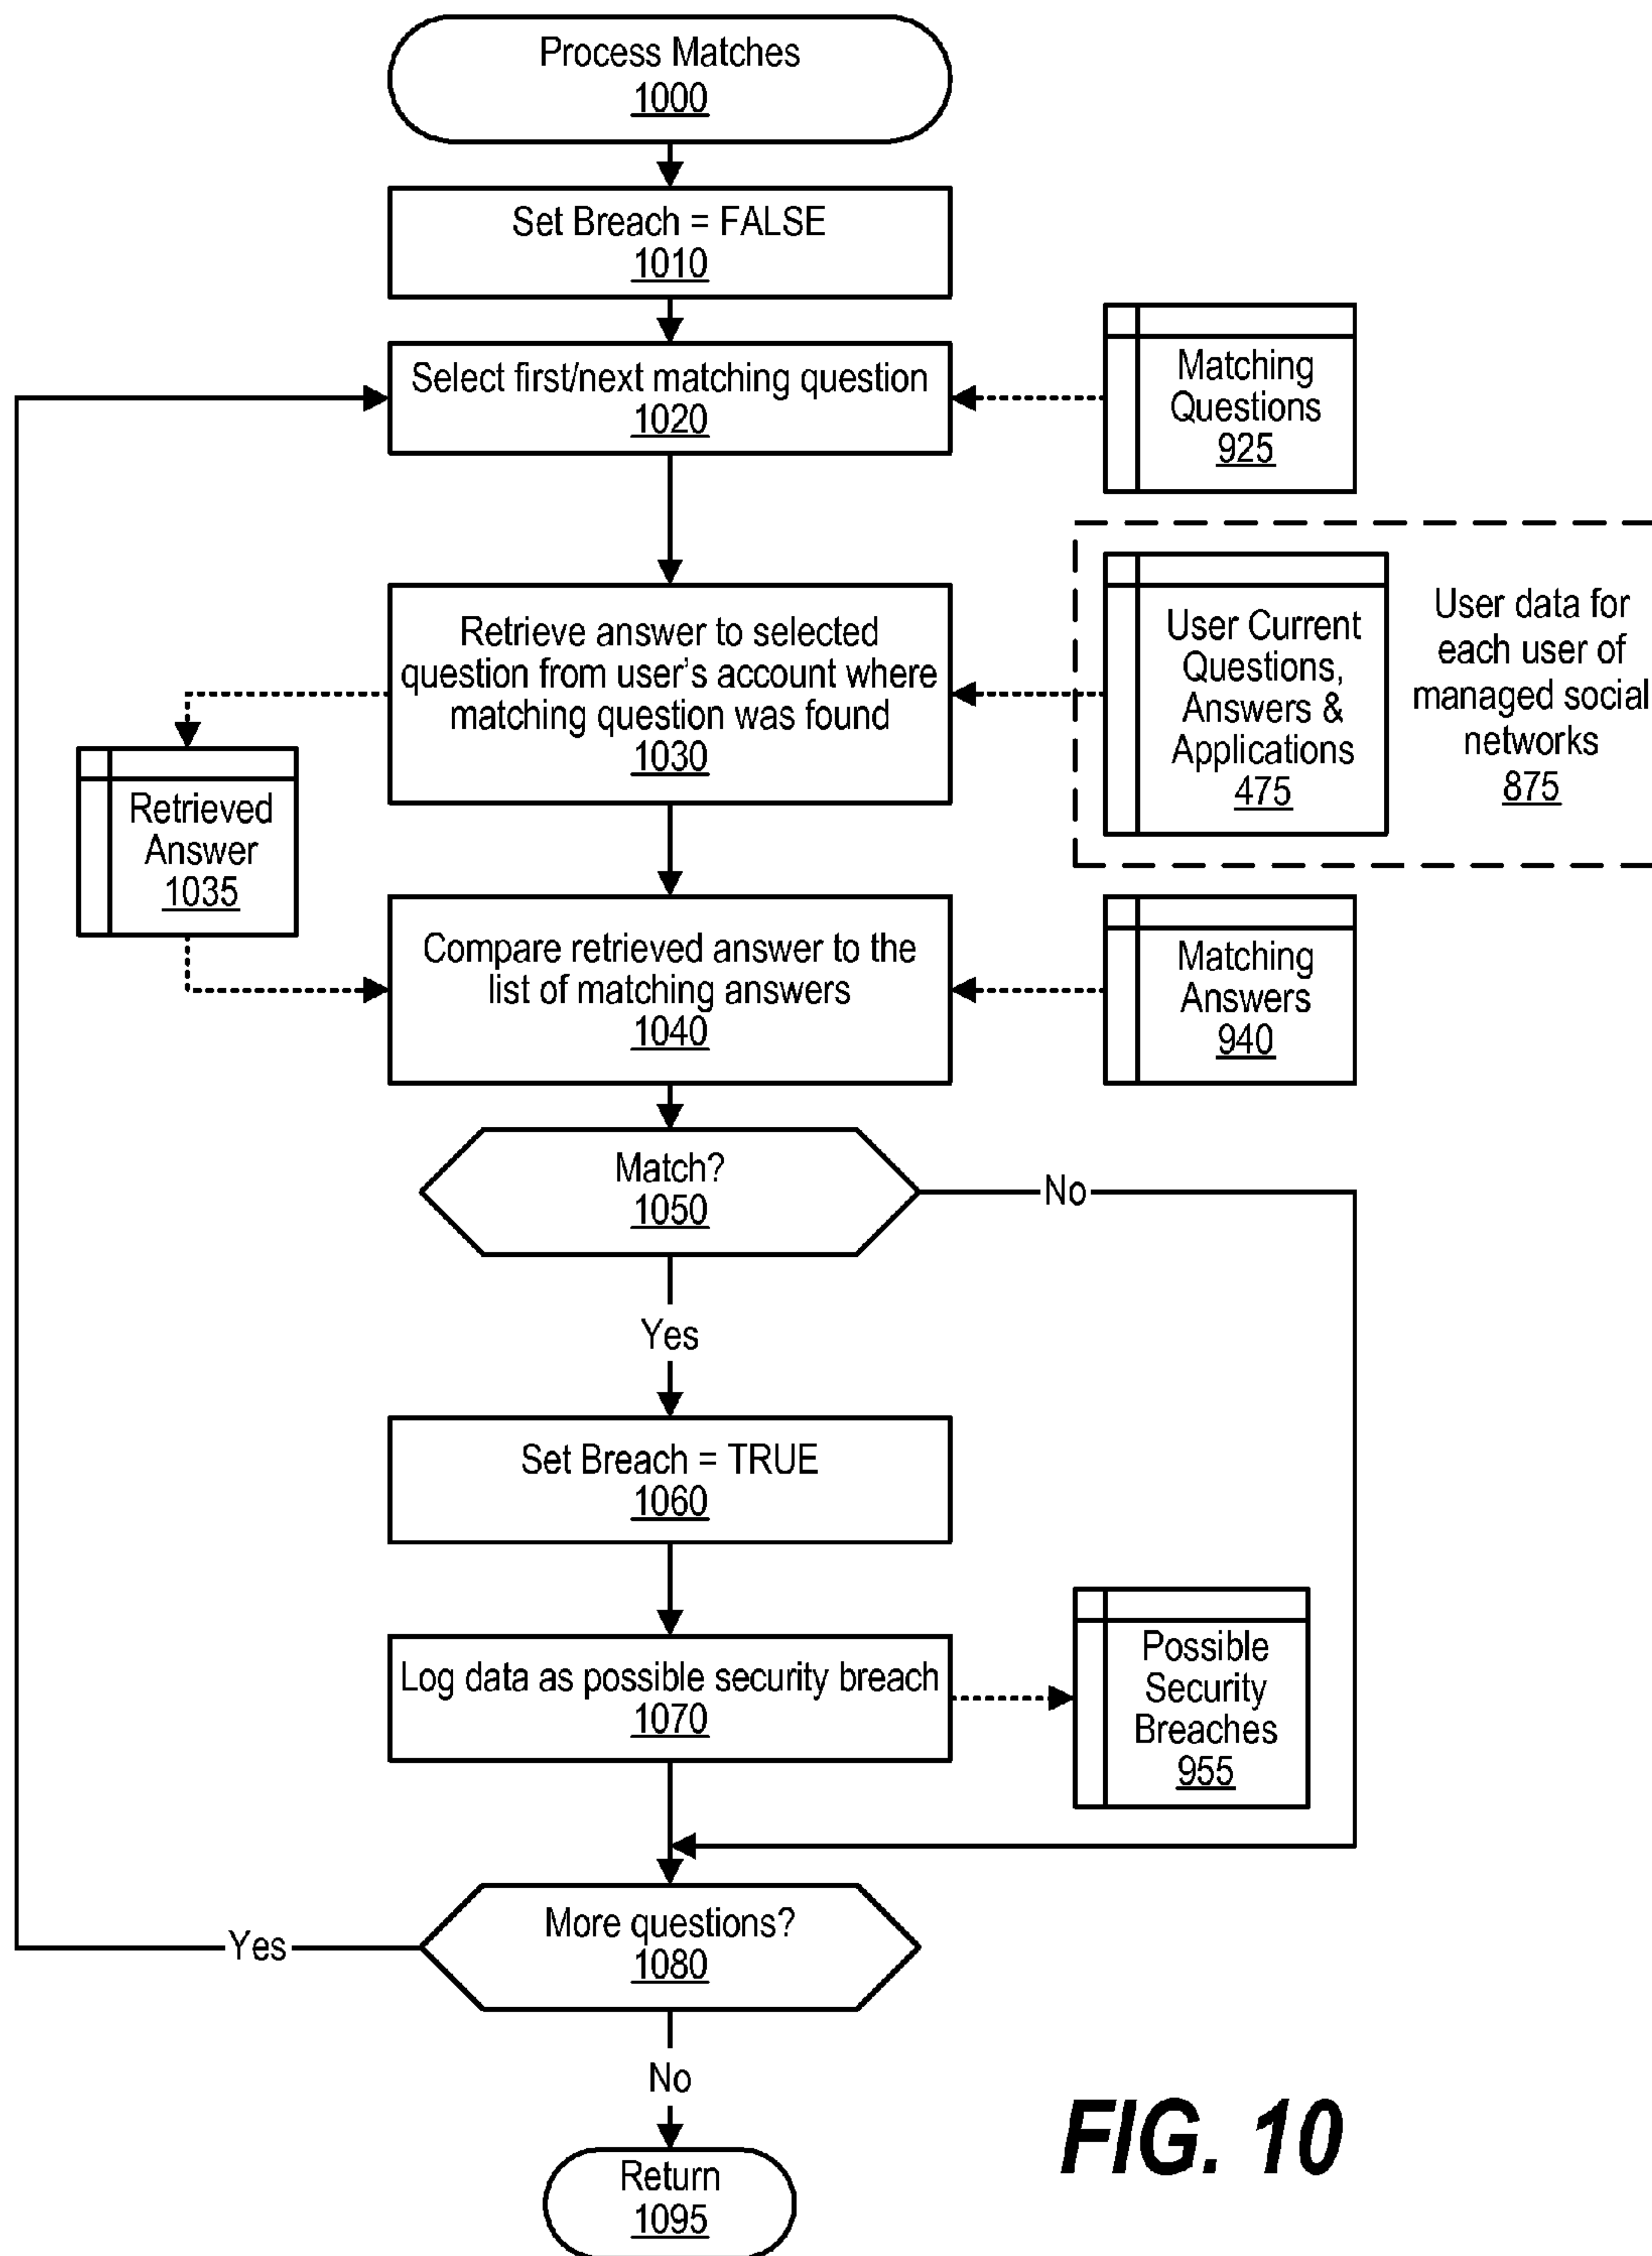 Process Matches
1000
Set Breach = FALSE
1010
Select first/next matching question
1020
Matching
Questions
925
Retrieve answer to selected
question from user's account where
matching question was found
1030
User Current
Questions,
Answers &
Applications
475
User data for
each user of
managed social
networks
875
Retrieved
Answer
1035
Compare retrieved answer to the
list of matching answers
1040
Matching
Answers
940
Match?
1050
No
Yes
Set Breach = TRUE
1060
Log data as possible security breach
1070
Possible
Security
Breaches
955
More questions?
1080
Yes
No
Return
1095
FIG. 10